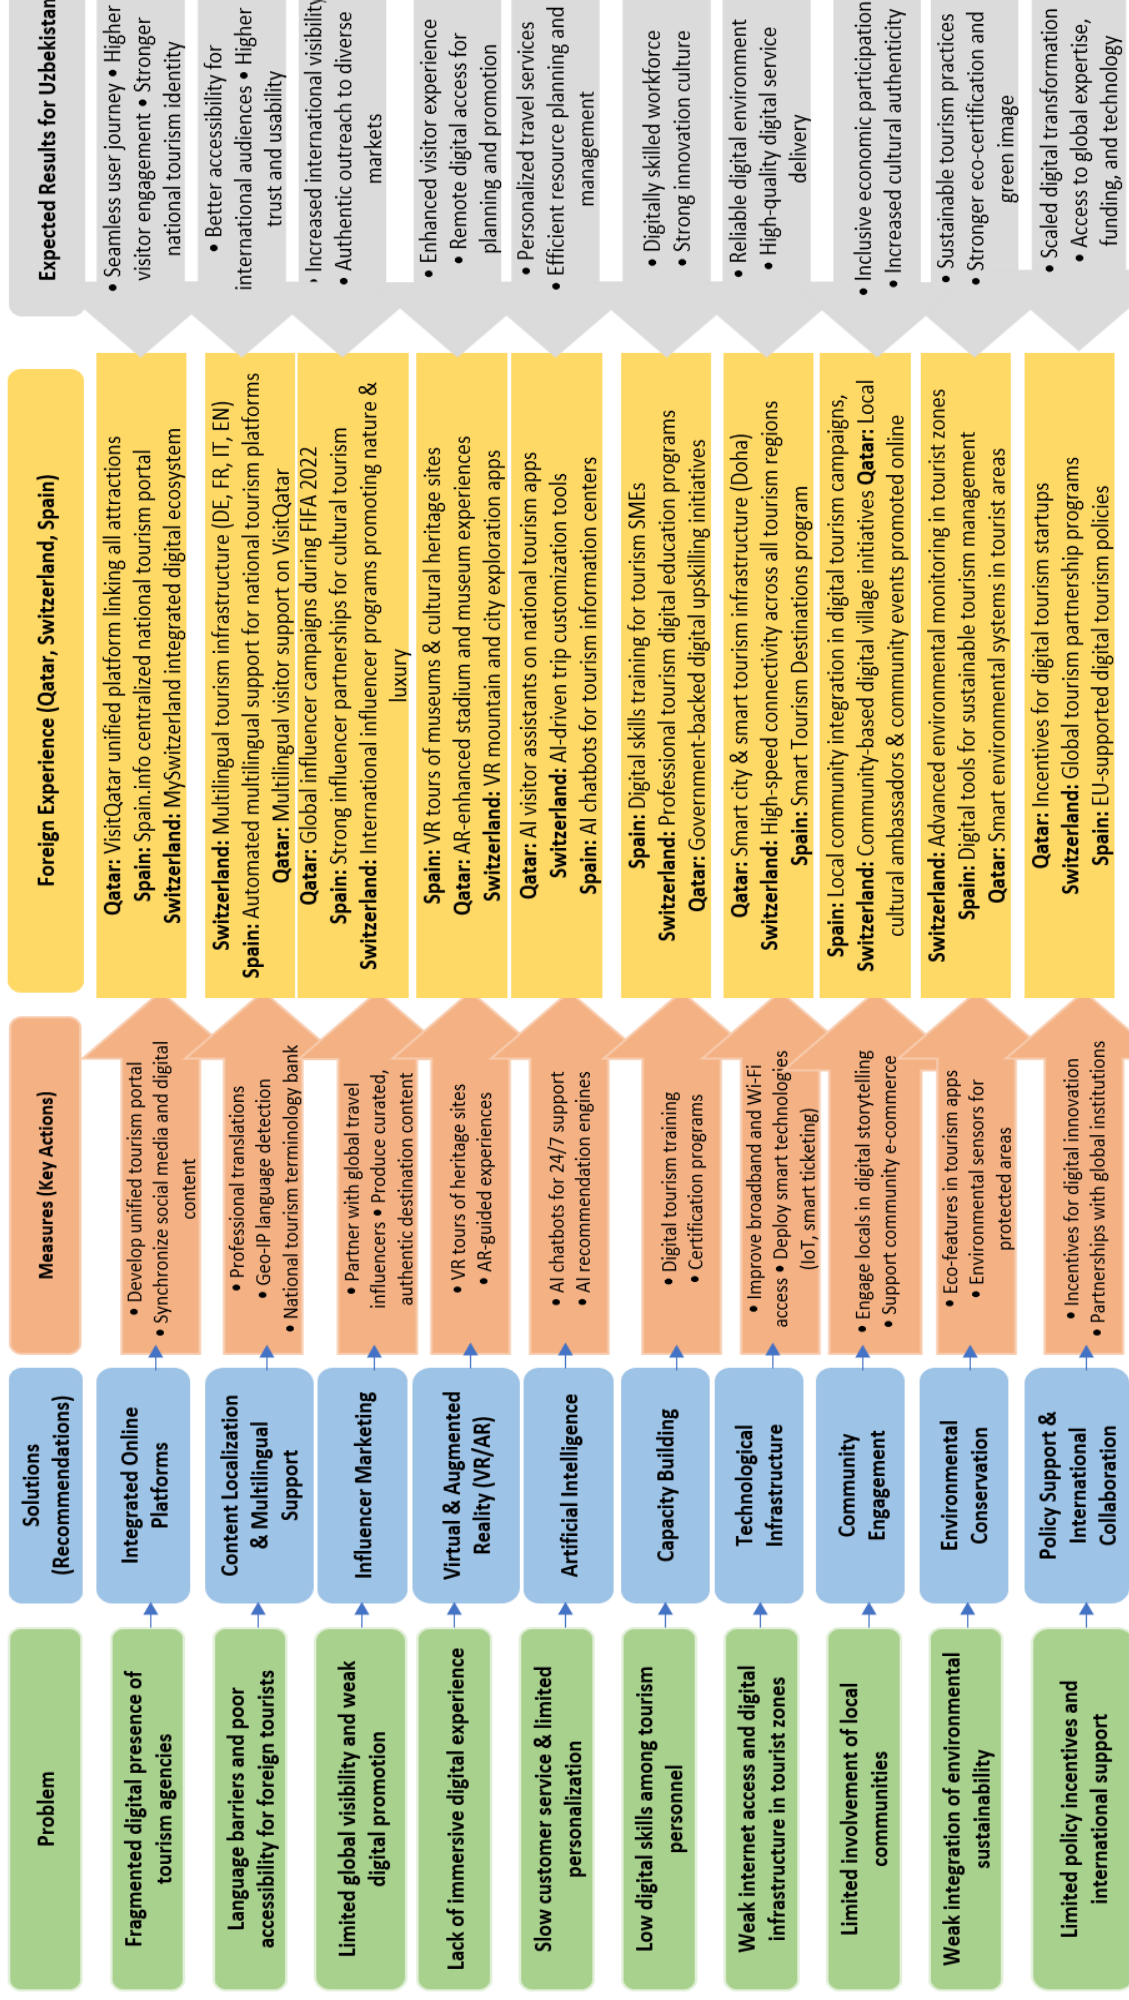 Problem
Solutions
(Recommendations)
Measures (Key Actions)
Foreign Experience (Qatar, Switzerland, Spain)
Expected Results for Uzbekistan
Fragmented digital presence of
tourism agencies
Integrated Online
Platforms
• Develop unified tourism portal
• Synchronize social media and digital
content
Qatar: VisitQatar unified platform linking all attractions
Spain: Spain.info centralized national tourism portal
Switzerland: MySwitzerland integrated digital ecosystem
• Seamless user journey • Higher
visitor engagement • Stronger
national tourism identity
Language barriers and poor
accessibility for foreign tourists
Content Localization
& Multilingual
Support
• Professional translations
• Geo-IP language detection
• National tourism terminology bank
Switzerland: Multilingual tourism infrastructure (DE, FR, IT, EN)
Spain: Automated multilingual support for national tourism platforms
Qatar: Multilingual visitor support on VisitQatar
• Better accessibility for
international audiences • Higher
trust and usability
Limited global visibility and weak
digital promotion
Influencer Marketing
• Partner with global travel
influencers • Produce curated,
authentic destination content
Qatar: Global influencer campaigns during FIFA 2022
Spain: Strong influencer partnerships for cultural tourism
Switzerland: International influencer programs promoting nature &
luxury
• Increased international visibility
• Authentic outreach to diverse
markets
Lack of immersive digital experience
Virtual & Augmented
Reality (VR/AR)
• VR tours of heritage sites
• AR-guided experiences
Spain: VR tours of museums & cultural heritage sites
Qatar: AR-enhanced stadium and museum experiences
Switzerland: VR mountain and city exploration apps
• Enhanced visitor experience
• Remote digital access for
planning and promotion
Slow customer service & limited
personalization
Artificial Intelligence
• AI chatbots for 24/7 support
• AI recommendation engines
Qatar: AI visitor assistants on national tourism apps
Switzerland: AI-driven trip customization tools
Spain: AI chatbots for tourism information centers
• Personalized travel services
• Efficient resource planning and
management
Low digital skills among tourism
personnel
Capacity Building
• Digital tourism training
• Certification programs
Spain: Digital skills training for tourism SMEs
Switzerland: Professional tourism digital education programs
Qatar: Government-backed digital upskilling initiatives
• Digitally skilled workforce
• Strong innovation culture
Weak internet access and digital
infrastructure in tourist zones
Technological
Infrastructure
• Improve broadband and Wi-Fi
access • Deploy smart technologies
(IoT, smart ticketing)
Qatar: Smart city & smart tourism infrastructure (Doha)
Switzerland: High-speed connectivity across all tourism regions
Spain: Smart Tourism Destinations program
• Reliable digital environment
• High-quality digital service
delivery
Limited involvement of local
communities
Community
Engagement
• Engage locals in digital storytelling
• Support community e-commerce
Spain: Local community integration in digital tourism campaigns,
Switzerland: Community-based digital village initiatives Qatar: Local
cultural ambassadors & community events promoted online
• Inclusive economic participation
• Increased cultural authenticity
Weak integration of environmental
sustainability
Environmental
Conservation
• Eco-features in tourism apps
• Environmental sensors for
protected areas
Switzerland: Advanced environmental monitoring in tourist zones
Spain: Digital tools for sustainable tourism management
Qatar: Smart environmental systems in tourist areas
• Sustainable tourism practices
• Stronger eco-certification and
green image
Limited policy incentives and
international support
Policy Support &
International
Collaboration
• Incentives for digital innovation
• Partnerships with global institutions
Qatar: Incentives for digital tourism startups
Switzerland: Global tourism partnership programs
Spain: EU-supported digital tourism policies
• Scaled digital transformation
• Access to global expertise,
funding, and technology